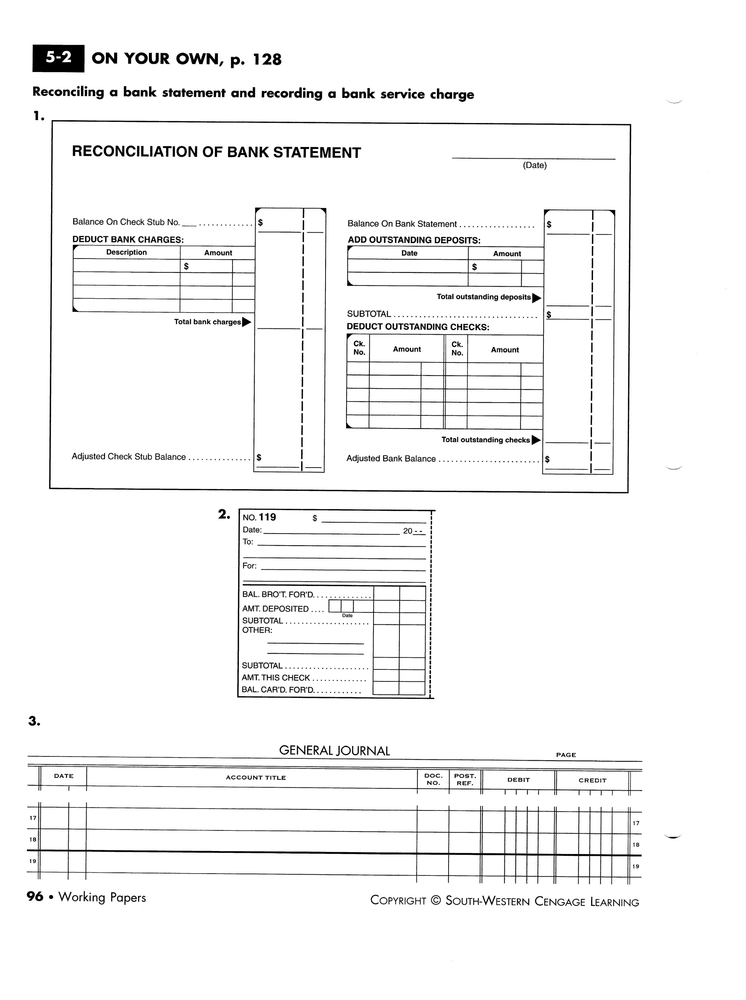 5-2 ON YOUR OWN, p. 128
Reconciling a bank statement and recording a bank service charge
1.
RECONCILIATION OF BANK STATEMENT
(Date)
Balance On Check Stub No. ___ ............. $
DEDUCT BANK CHARGES:
Description Amount
$
Total bank charges
Adjusted Check Stub Balance ............... $
Balance On Bank Statement .................. $
ADD OUTSTANDING DEPOSITS:
Date Amount
$
Total outstanding deposits
SUBTOTAL .................................. $
DEDUCT OUTSTANDING CHECKS:
Ck. No. Amount Ck. No. Amount
Total outstanding checks
Adjusted Bank Balance ........................ $
2.
NO. 119 $
Date: 20 - -
To:
For:
BAL. BRO'T. FOR'D. .............
AMT. DEPOSITED ....
Date
SUBTOTAL .....................
OTHER:
SUBTOTAL .....................
AMT. THIS CHECK ..............
BAL. CAR'D. FOR'D. ...........
3.
GENERAL JOURNAL PAGE
DATE ACCOUNT TITLE DOC. NO. POST. REF. DEBIT CREDIT
17 17
18 18
19 19
96 • Working Papers COPYRIGHT © SOUTH-WESTERN CENGAGE LEARNING